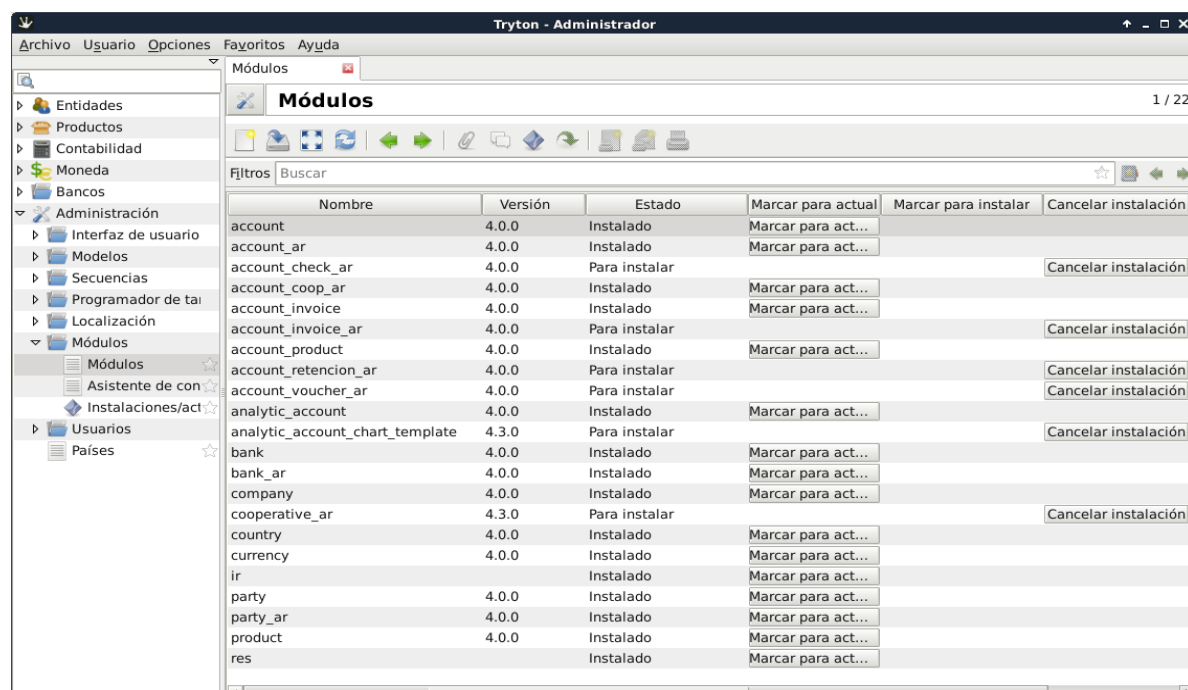 Tryton - Administrador
Archivo Usuario Opciones Favoritos Ayuda
Módulos
Entidades
Productos
Contabilidad
Moneda
Bancos
Administración
Interfaz de usuario
Modelos
Secuencias
Programador de tar
Localización
Módulos
Módulos
Asistente de con
Instalaciones/act
Usuarios
Países
Módulos
1 / 22
Filtros Buscar
Nombre Versión Estado Marcar para actual Marcar para instalar Cancelar instalación
account 4.0.0 Instalado Marcar para act...
account_ar 4.0.0 Instalado Marcar para act...
account_check_ar 4.0.0 Para instalar Cancelar instalación
account_coop_ar 4.0.0 Instalado Marcar para act...
account_invoice 4.0.0 Instalado Marcar para act...
account_invoice_ar 4.0.0 Para instalar Cancelar instalación
account_product 4.0.0 Instalado Marcar para act...
account_retencion_ar 4.0.0 Para instalar Cancelar instalación
account_voucher_ar 4.0.0 Para instalar Cancelar instalación
analytic_account 4.0.0 Instalado Marcar para act...
analytic_account_chart_template 4.3.0 Para instalar Cancelar instalación
bank 4.0.0 Instalado Marcar para act...
bank_ar 4.0.0 Instalado Marcar para act...
company 4.0.0 Instalado Marcar para act...
cooperative_ar 4.3.0 Para instalar Cancelar instalación
country 4.0.0 Instalado Marcar para act...
currency 4.0.0 Instalado Marcar para act...
ir Instalado Marcar para act...
party 4.0.0 Instalado Marcar para act...
party_ar 4.0.0 Instalado Marcar para act...
product 4.0.0 Instalado Marcar para act...
res Instalado Marcar para act...